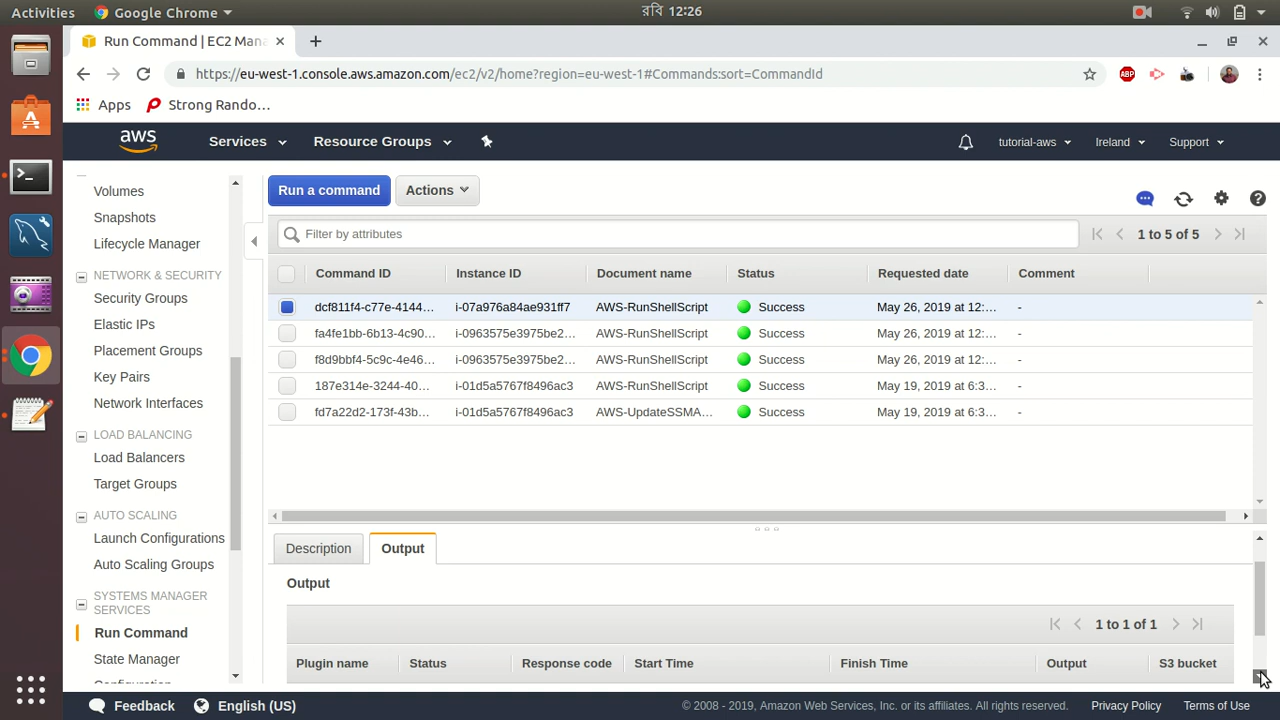 Activities
Google Chrome
রবি ১২:২৬
Run Command | EC2 Mana
https://eu-west-1.console.aws.amazon.com/ec2/v2/home?region=eu-west-1#Commands:sort=CommandId
ABP
Apps
Strong Rando…
aws
Services
Resource Groups
tutorial-aws
Ireland
Support
Volumes
Snapshots
Lifecycle Manager
NETWORK & SECURITY
Security Groups
Elastic IPs
Placement Groups
Key Pairs
Network Interfaces
LOAD BALANCING
Load Balancers
Target Groups
AUTO SCALING
Launch Configurations
Auto Scaling Groups
SYSTEMS MANAGER
SERVICES
Run Command
State Manager
Run a command
Actions
Filter by attributes
1 to 5 of 5
Command ID Instance ID Document name Status Requested date Comment
dcf811f4-c77e-4144… i-07a976a84ae931ff7 AWS-RunShellScript Success May 26, 2019 at 12:… -
fa4fe1bb-6b13-4c90… i-0963575e3975be2… AWS-RunShellScript Success May 26, 2019 at 12:… -
f8d9bbf4-5c9c-4e46… i-0963575e3975be2… AWS-RunShellScript Success May 26, 2019 at 12:… -
187e314e-3244-40… i-01d5a5767f8496ac3 AWS-RunShellScript Success May 19, 2019 at 6:3… -
fd7a22d2-173f-43b… i-01d5a5767f8496ac3 AWS-UpdateSSMA… Success May 19, 2019 at 6:3… -
Description
Output
Output
1 to 1 of 1
Plugin name Status Response code Start Time Finish Time Output S3 bucket
Feedback
English (US)
© 2008 - 2019, Amazon Web Services, Inc. or its affiliates. All rights reserved.
Privacy Policy
Terms of Use